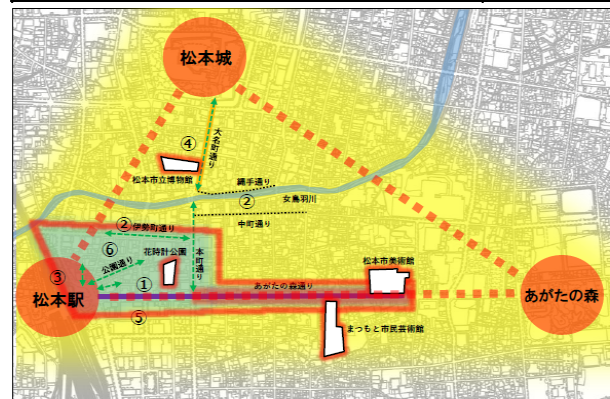 松本城
④
大名町通り
松本市立博物館
縄手通り
②
女鳥羽川
中町通り
②
伊勢町通り
⑥
花時計公園
本町通り
公園通り
③
①
松本市美術館
あがたの森通り
松本駅
あがたの森
⑤
まつもと市民芸術館